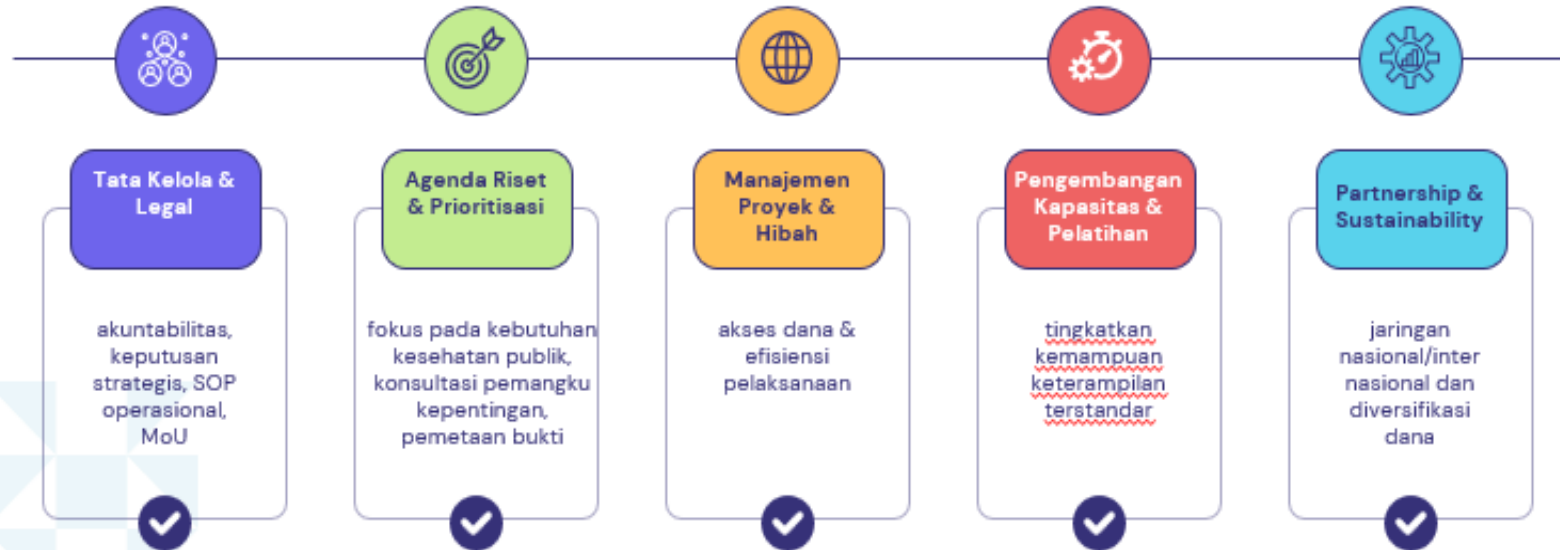 Tata Kelola &
Legal
akuntabilitas,
keputusan
strategis, SOP
operasional,
MoU
Agenda Riset
& Prioritisasi
fokus pada kebutuhan
kesehatan publik,
konsultasi pemangku
kepentingan,
pemetaan bukti
Manajemen
Proyek &
Hibah
akses dana &
efisiensi
pelaksanaan
Pengembangan
Kapasitas &
Pelatihan
tingkatkan
kemampuan
keterampilan
terstandar
Partnership &
Sustainability
jaringan
nasional/inter
nasional dan
diversifikasi
dana